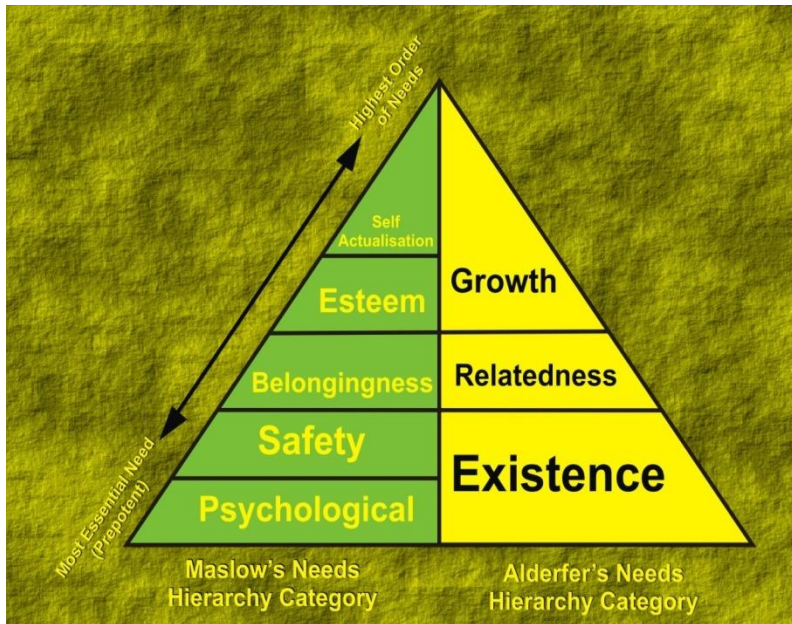 Highest Order
of Needs
Self
Actualisation
Esteem
Growth
Belongingness
Relatedness
Safety
Existence
Psychological
Most Essential Need
(Prepotent)
Maslow's Needs
Hierarchy Category
Alderfer's Needs
Hierarchy Category